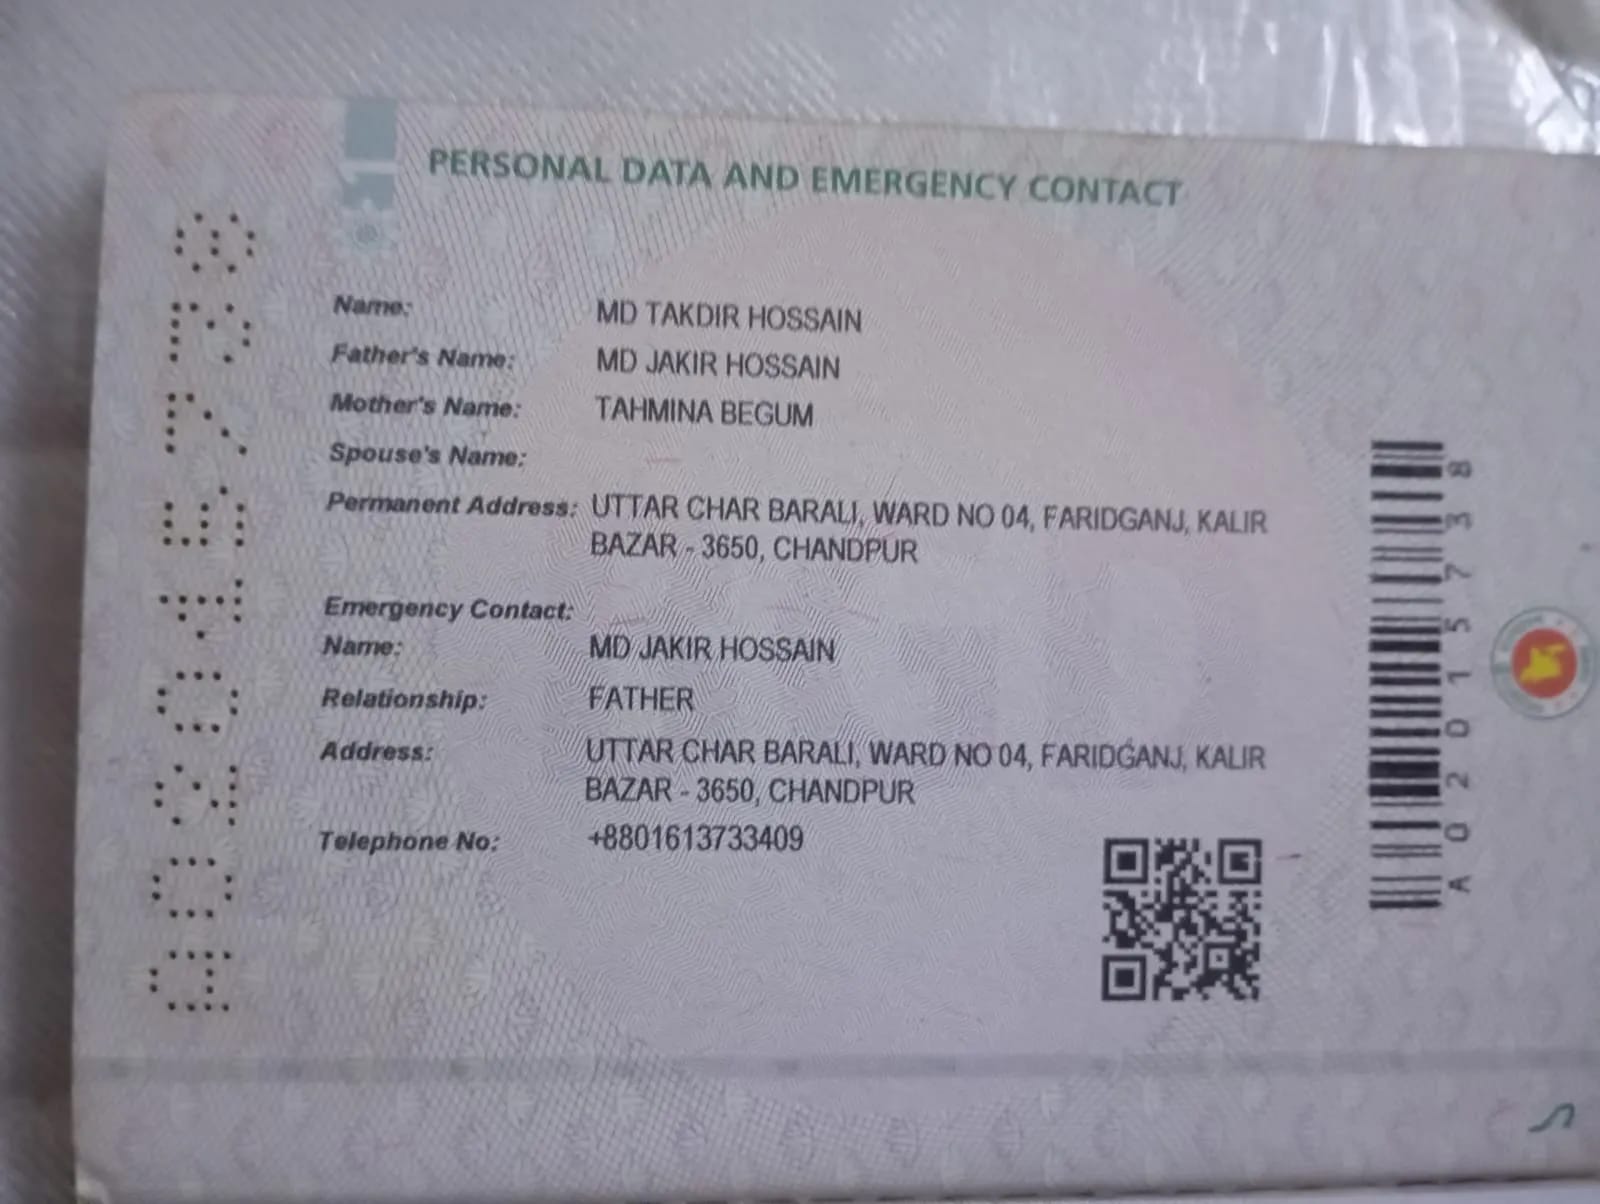 PERSONAL DATA AND EMERGENCY CONTACT
Name: MD TAKDIR HOSSAIN
Father's Name: MD JAKIR HOSSAIN
Mother's Name: TAHMINA BEGUM
Spouse's Name:
Permanent Address: UTTAR CHAR BARALI, WARD NO 04, FARIDGANJ, KALIR
BAZAR - 3650, CHANDPUR
Emergency Contact:
Name: MD JAKIR HOSSAIN
Relationship: FATHER
Address: UTTAR CHAR BARALI, WARD NO 04, FARIDGANJ, KALIR
BAZAR - 3650, CHANDPUR
Telephone No: +8801613733409
A02015738